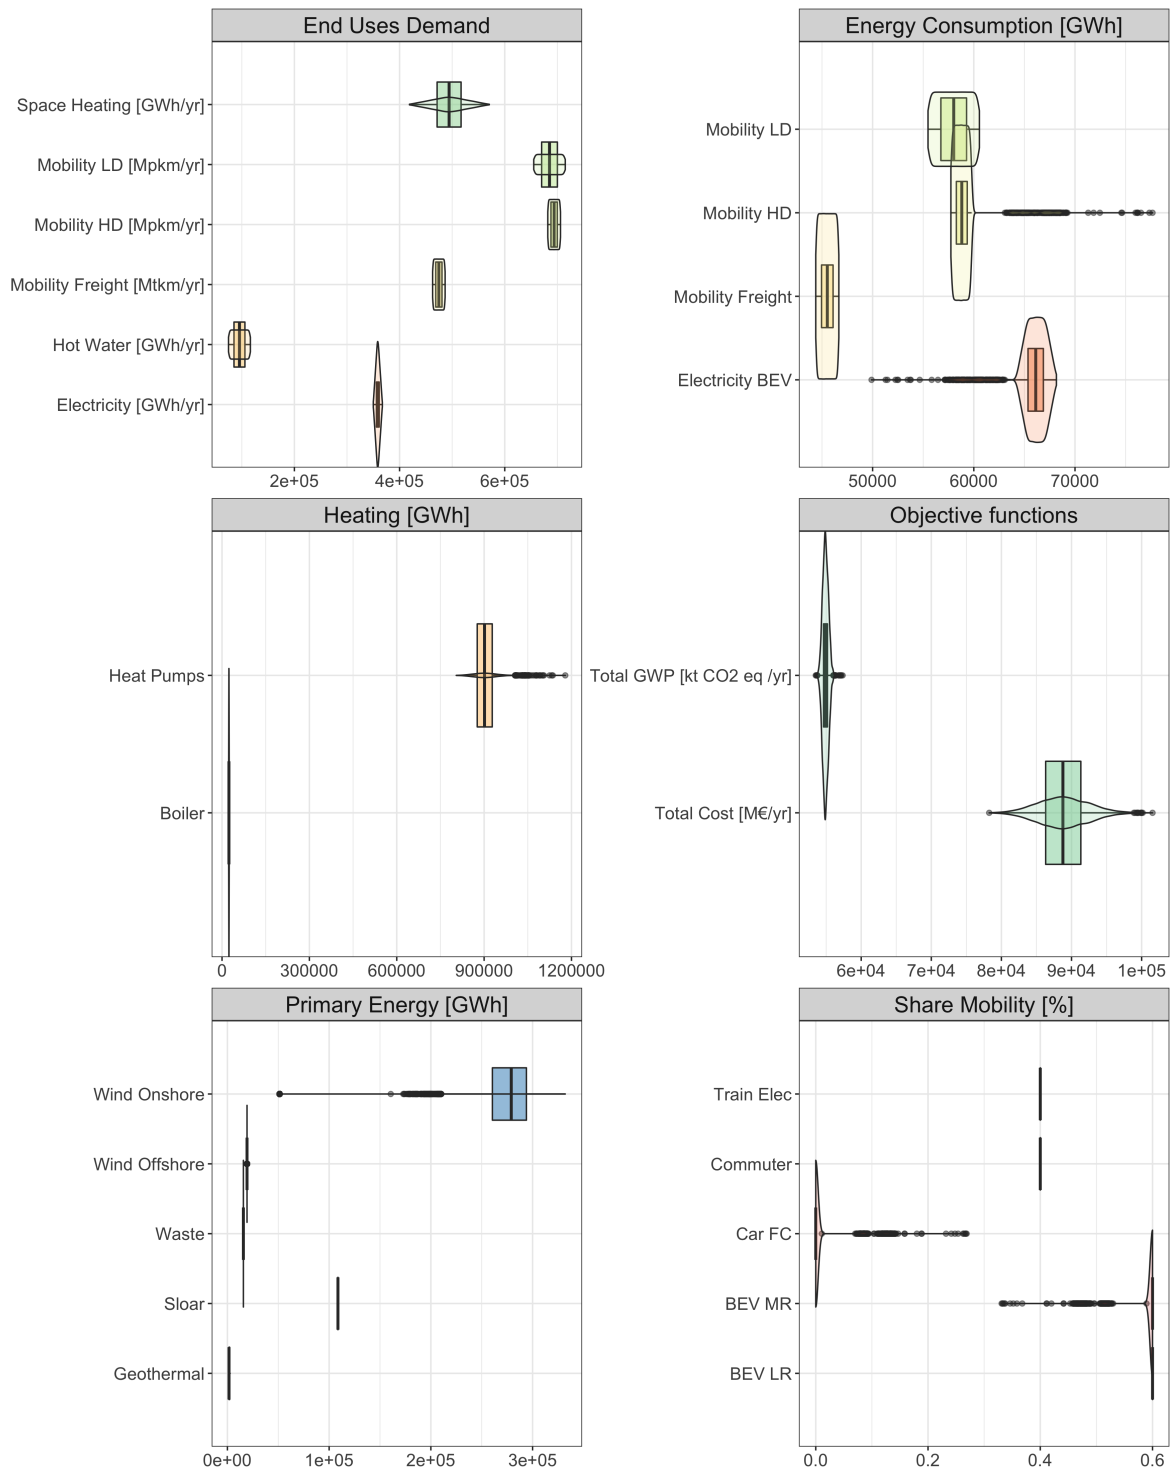 End Uses Demand
Space Heating [GWh/yr]
Mobility LD [Mpkm/yr]
Mobility HD [Mpkm/yr]
Mobility Freight [Mtkm/yr]
Hot Water [GWh/yr]
Electricity [GWh/yr]
2e+05 4e+05 6e+05
Energy Consumption [GWh]
Mobility LD
Mobility HD
Mobility Freight
Electricity BEV
50000 60000 70000
Heating [GWh]
Heat Pumps
Boiler
0 300000 600000 900000 1200000
Objective functions
Total GWP [kt CO2 eq /yr]
Total Cost [M€/yr]
6e+04 7e+04 8e+04 9e+04 1e+05
Primary Energy [GWh]
Wind Onshore
Wind Offshore
Waste
Sloar
Geothermal
0e+00 1e+05 2e+05 3e+05
Share Mobility [%]
Train Elec
Commuter
Car FC
BEV MR
BEV LR
0.0 0.2 0.4 0.6